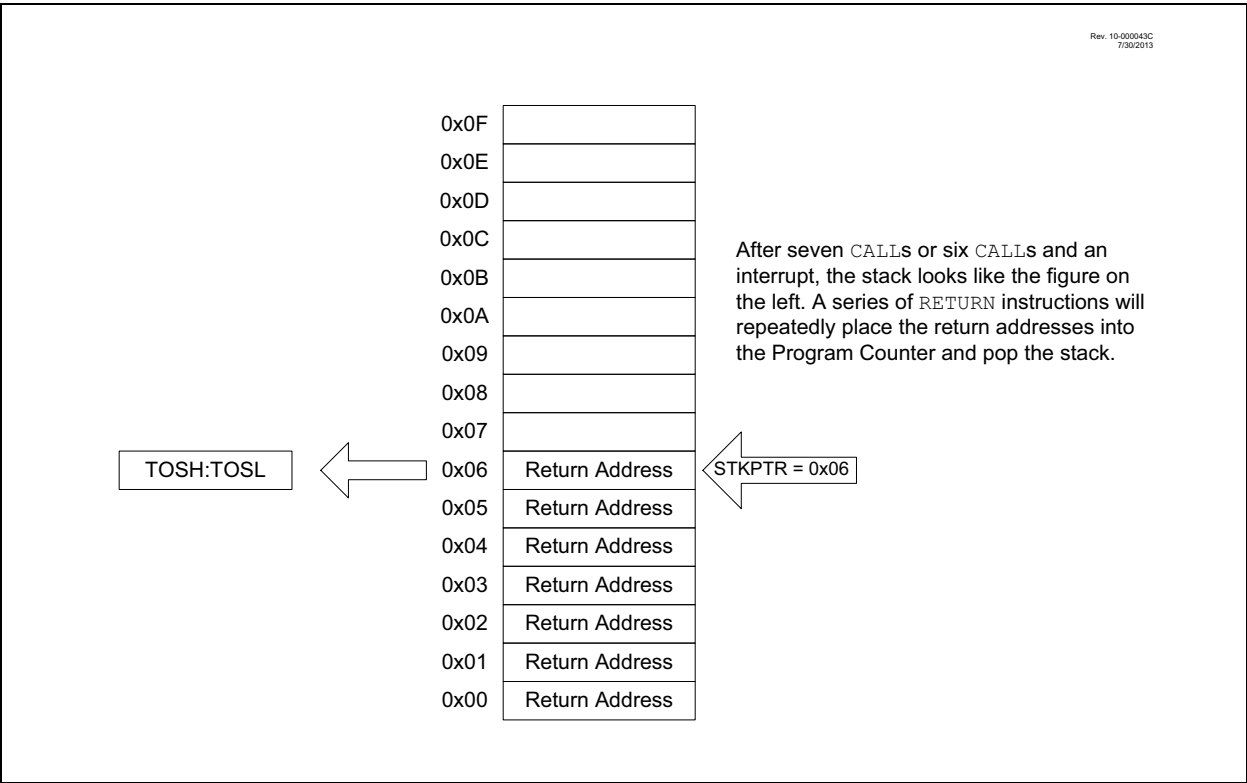 Rev. 10-000043C
7/30/2013
0x0F
0x0E
0x0D
0x0C
0x0B
0x0A
0x09
0x08
0x07
After seven CALLs or six CALLs and an
interrupt, the stack looks like the figure on
the left. A series of RETURN instructions will
repeatedly place the return addresses into
the Program Counter and pop the stack.
TOSH:TOSL
0x06 Return Address
STKPTR = 0x06
0x05 Return Address
0x04 Return Address
0x03 Return Address
0x02 Return Address
0x01 Return Address
0x00 Return Address